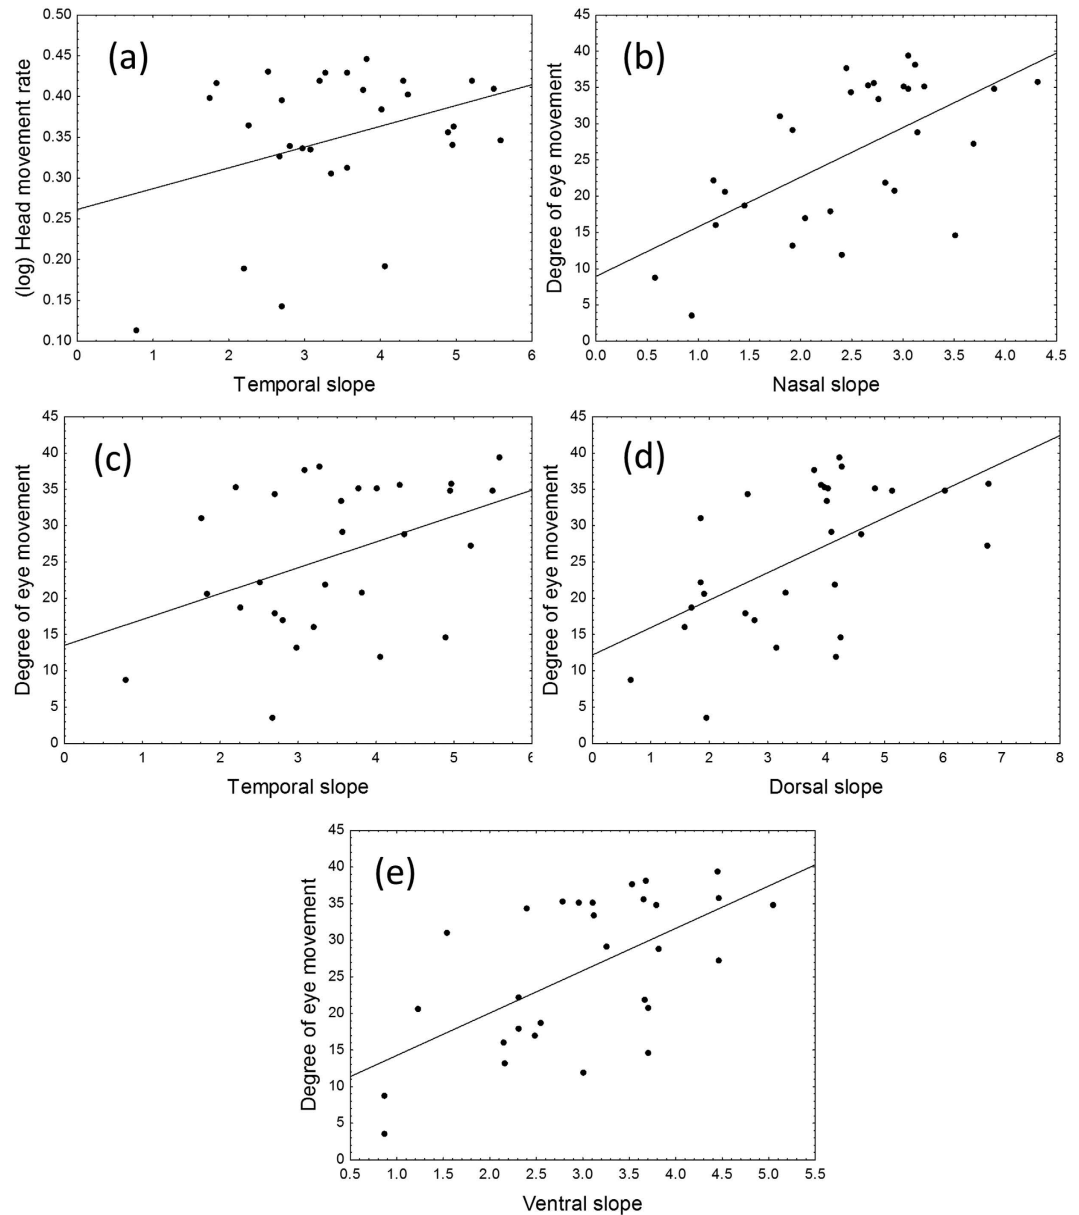 (a)
(log) Head movement rate
0.50
0.45
0.40
0.35
0.30
0.25
0.20
0.15
0.10
0 1 2 3 4 5 6
Temporal slope
(b)
Degree of eye movement
45
40
35
30
25
20
15
10
5
0
0.0 0.5 1.0 1.5 2.0 2.5 3.0 3.5 4.0 4.5
Nasal slope
(c)
Degree of eye movement
45
40
35
30
25
20
15
10
5
0
0 1 2 3 4 5 6
Temporal slope
(d)
Degree of eye movement
45
40
35
30
25
20
15
10
5
0
0 1 2 3 4 5 6 7 8
Dorsal slope
(e)
Degree of eye movement
45
40
35
30
25
20
15
10
5
0
0.5 1.0 1.5 2.0 2.5 3.0 3.5 4.0 4.5 5.0 5.5
Ventral slope